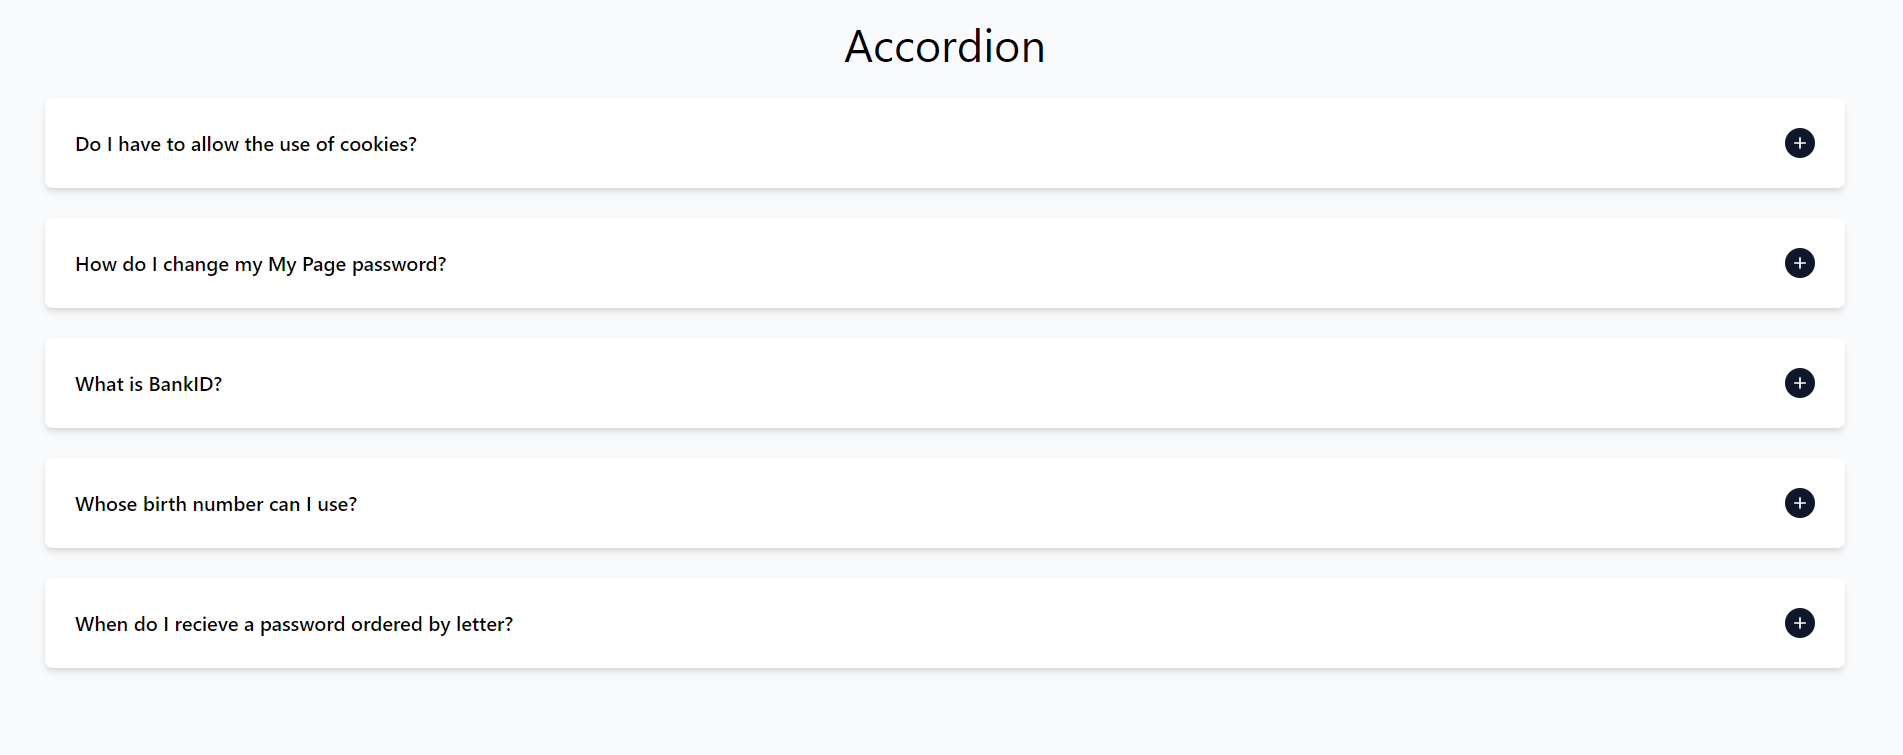 Accordion
Do I have to allow the use of cookies?
How do I change my My Page password?
What is BankID?
Whose birth number can I use?
When do I recieve a password ordered by letter?